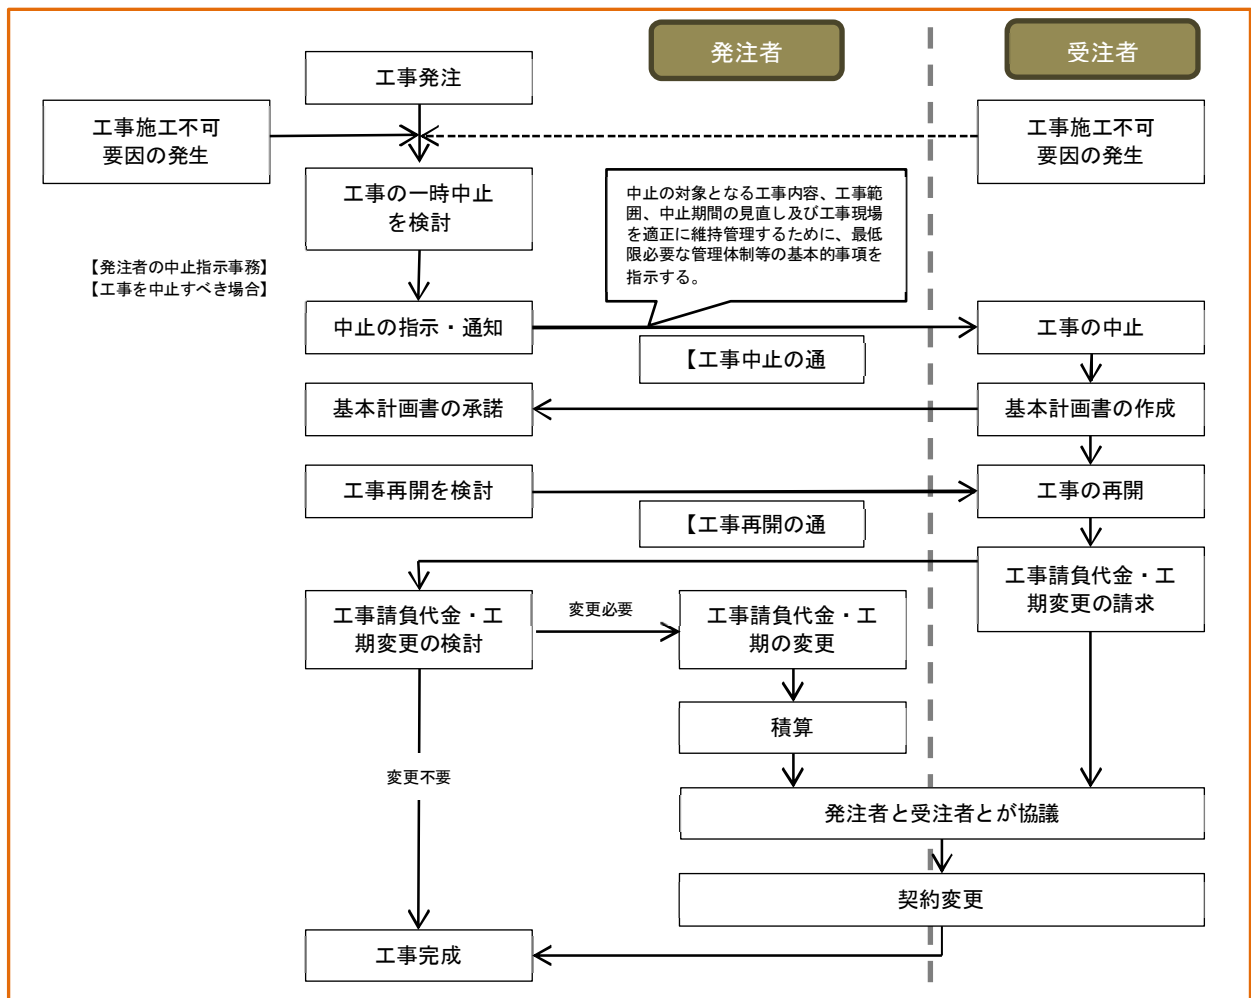 発注者
受注者
工事発注
工事施工不可
要因の発生
工事施工不可
要因の発生
工事の一時中止
を検討
中止の対象となる工事内容、工事範
囲、中止期間の見直し及び工事現場
を適正に維持管理するために、最低
限必要な管理体制等の基本的事項を
指示する。
【発注者の中止指示事務】
【工事を中止すべき場合】
中止の指示・通知
工事の中止
【工事中止の通
基本計画書の承諾
基本計画書の作成
工事再開を検討
工事の再開
【工事再開の通
工事請負代金・工
期変更の請求
工事請負代金・工
期変更の検討
変更必要
工事請負代金・工
期の変更
積算
変更不要
発注者と受注者とが協議
契約変更
工事完成